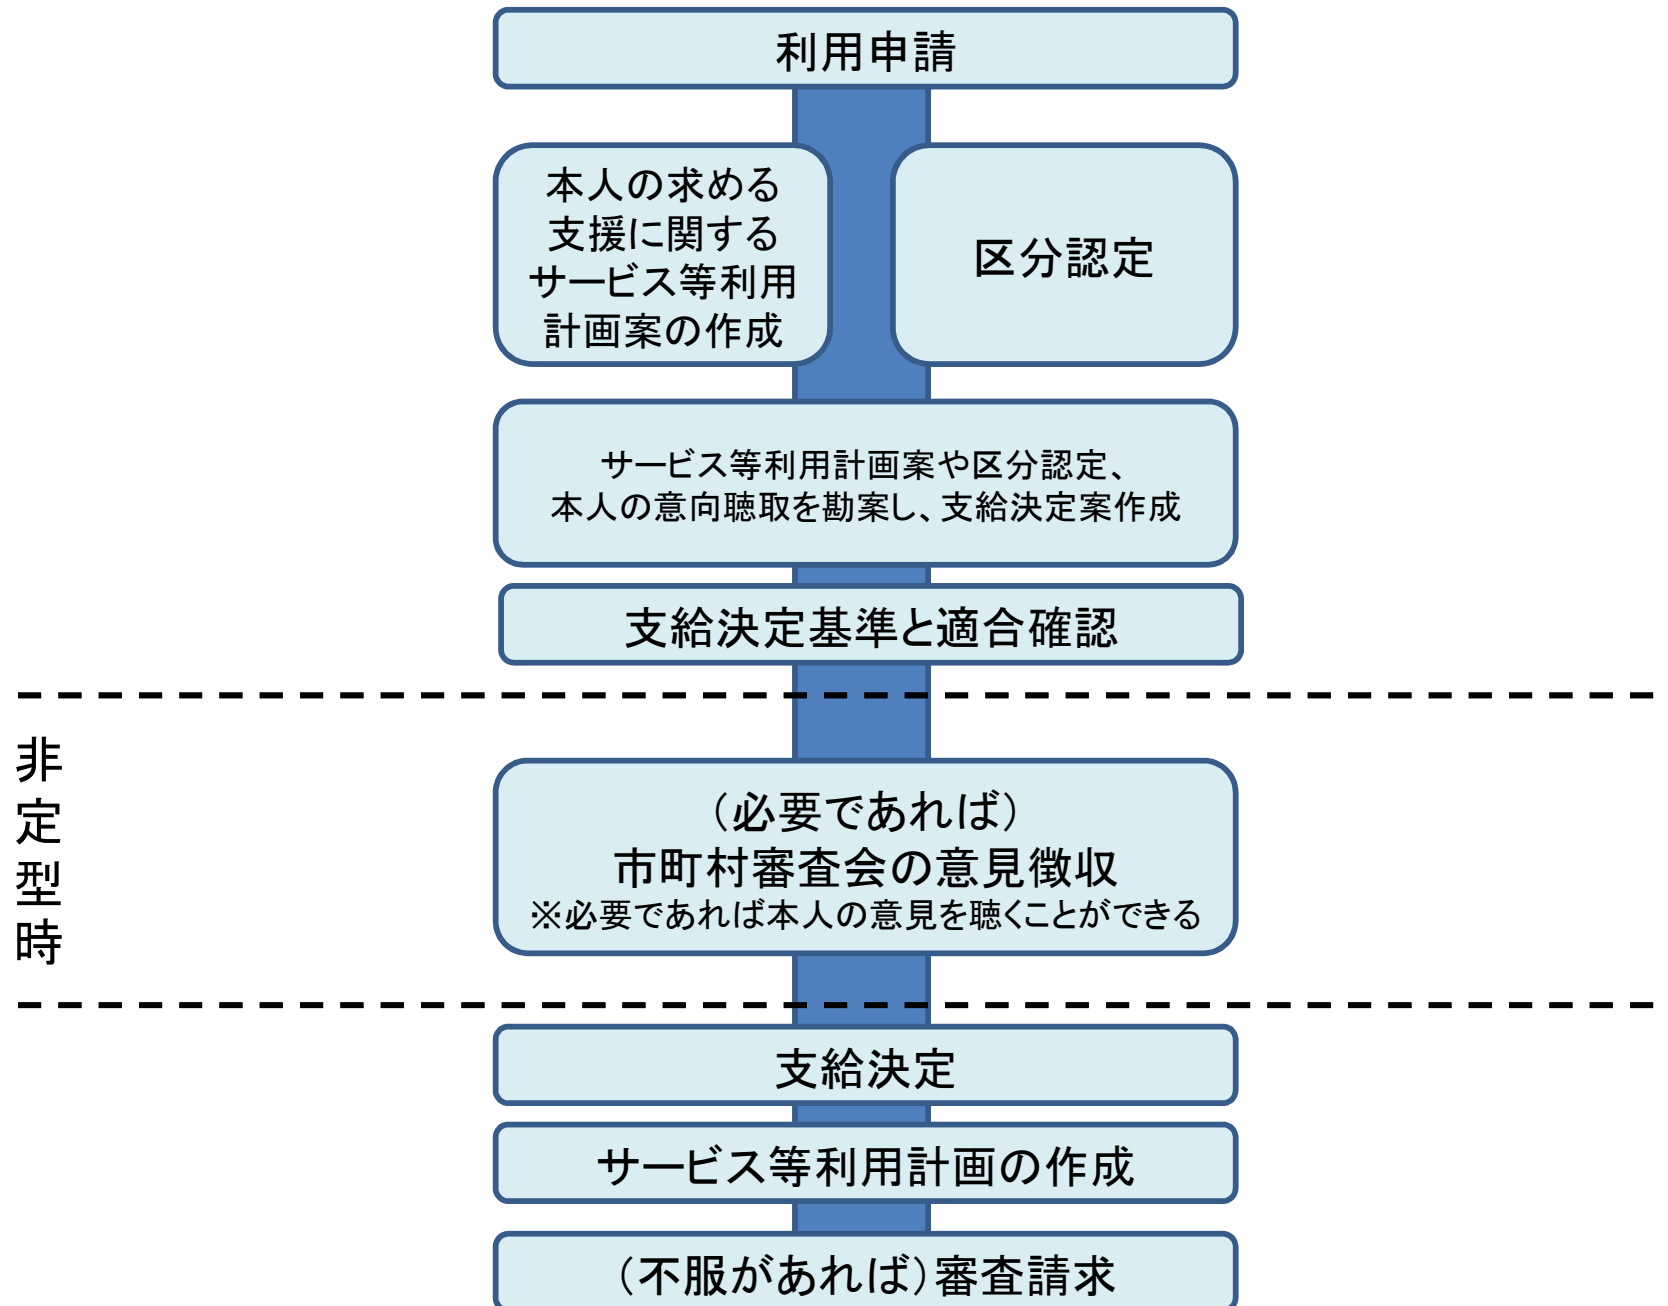 利用申請
本人の求める
支援に関する
サービス等利用
計画案の作成
区分認定
サービス等利用計画案や区分認定、
本人の意向聴取を勘案し、支給決定案作成
支給決定基準と適合確認
非定型時
（必要であれば）
市町村審査会の意見徴収
※必要であれば本人の意見を聴くことができる
支給決定
サービス等利用計画の作成
（不服があれば）審査請求